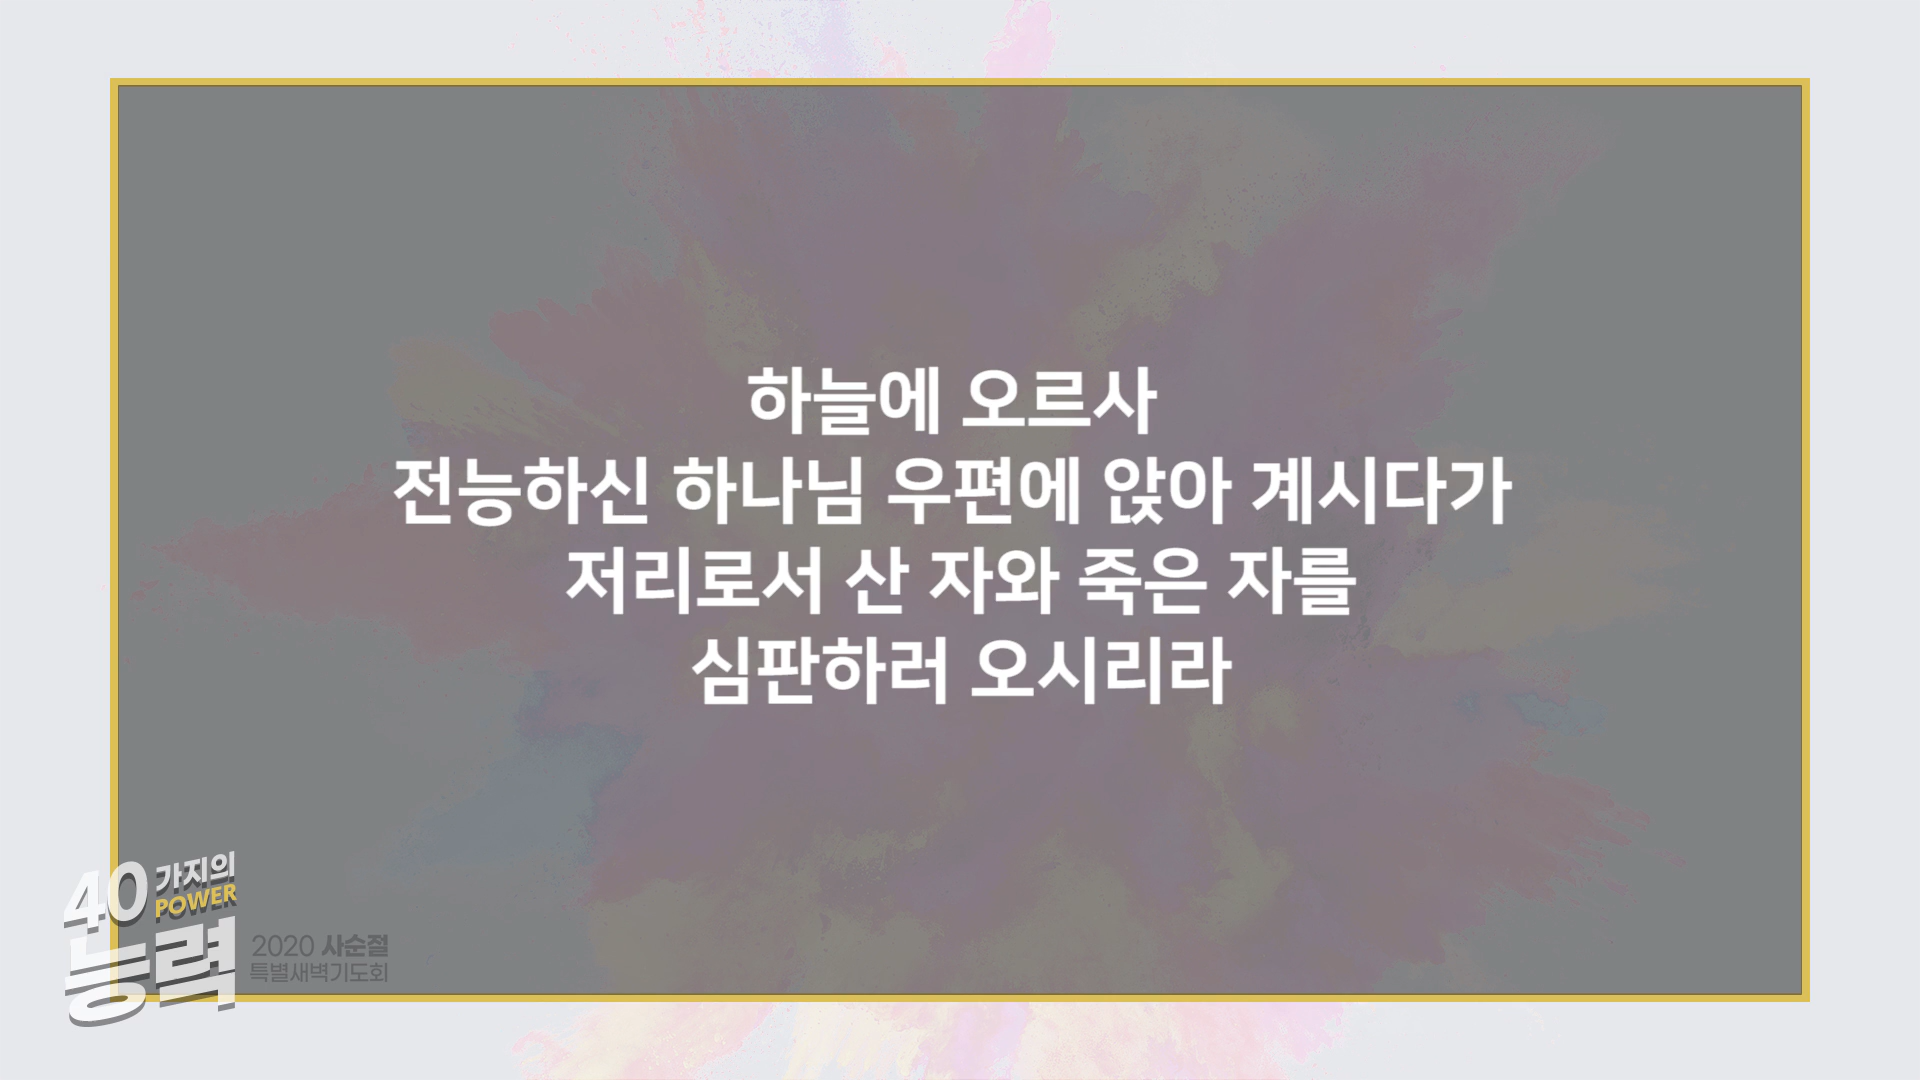 하늘에 오르사
전능하신 하나님 우편에 앉아 계시다가
저리로서 산 자와 죽은 자를
심판하러 오시리라
40 가지의
POWER
능력
2020 사순절
특별새벽기도회